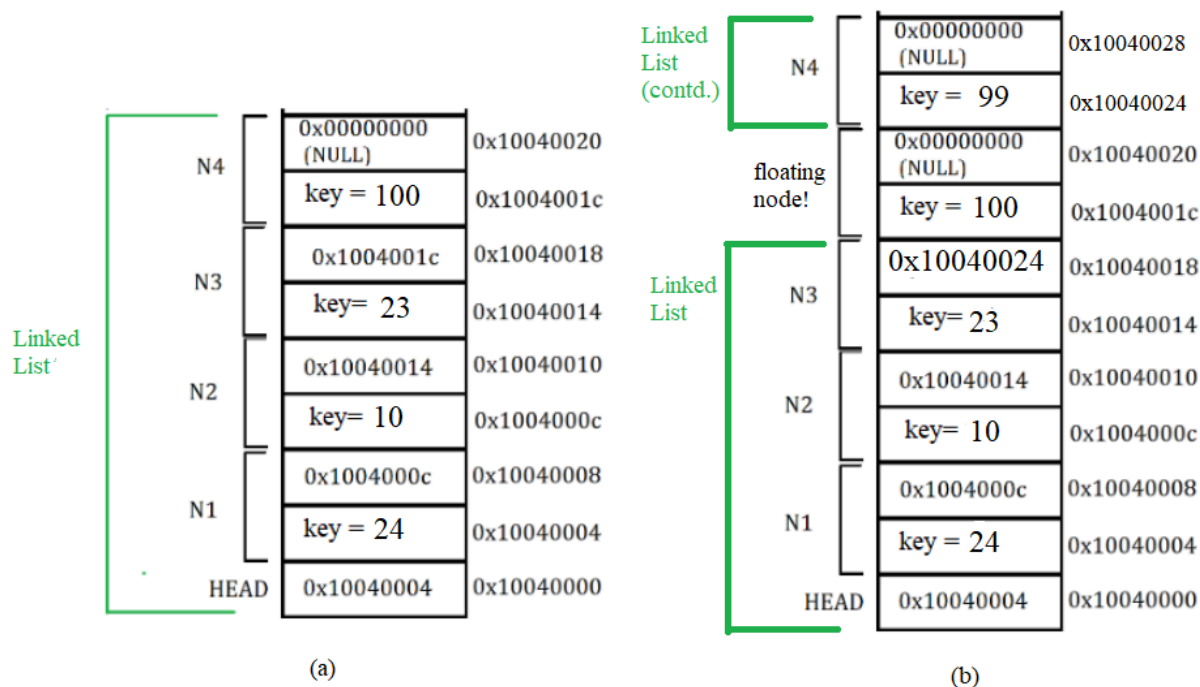 N4
0x00000000
(NULL)
0x10040020
key = 100
0x1004001c
N3
0x1004001c
0x10040018
key= 23
0x10040014
Linked
List
N2
0x10040014
0x10040010
key= 10
0x1004000c
N1
0x1004000c
0x10040008
key = 24
0x10040004
HEAD
0x10040004
0x10040000
(a)
Linked
List
(contd.)
N4
0x00000000
(NULL)
0x10040028
key = 99
0x10040024
floating
node!
0x00000000
(NULL)
0x10040020
key = 100
0x1004001c
Linked
List
N3
0x10040024
0x10040018
key= 23
0x10040014
N2
0x10040014
0x10040010
key= 10
0x1004000c
N1
0x1004000c
0x10040008
key = 24
0x10040004
HEAD
0x10040004
0x10040000
(b)